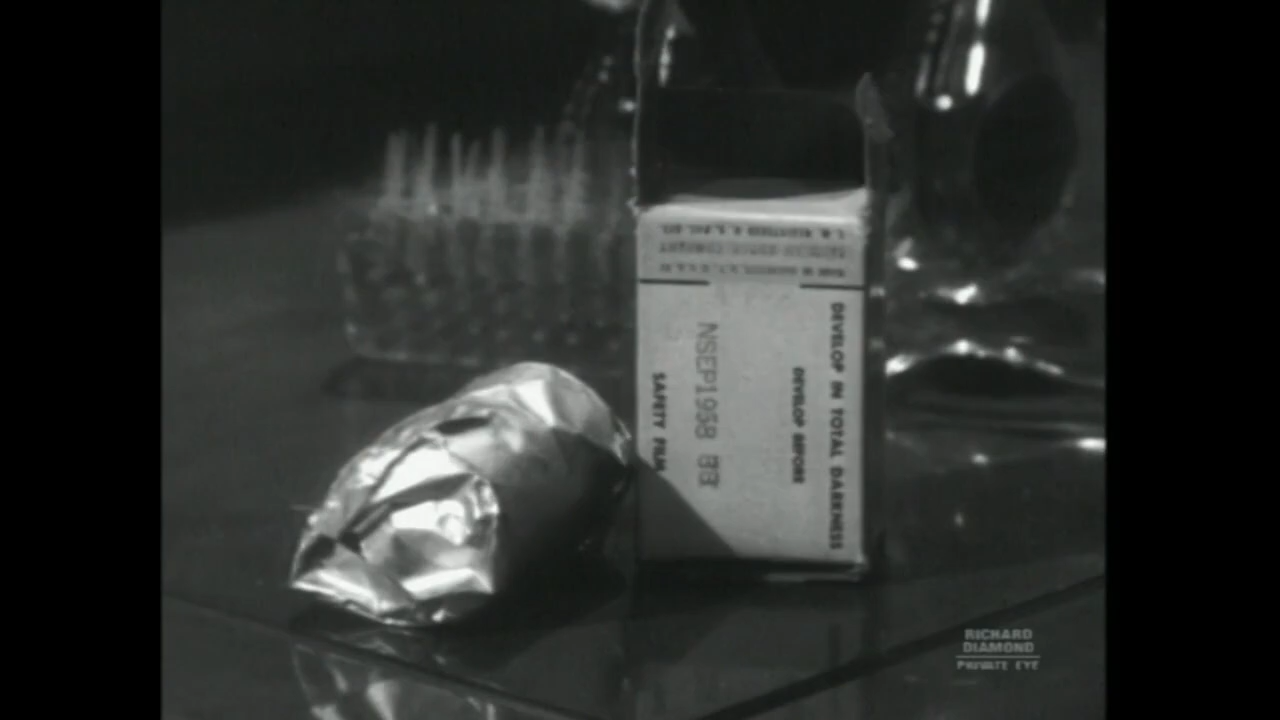 DEVELOP IN TOTAL DARKNESS
DEVELOP BEFORE
NSEP1958
SAFETY FILM
RICHARD
DIAMOND
PRIVATE EYE